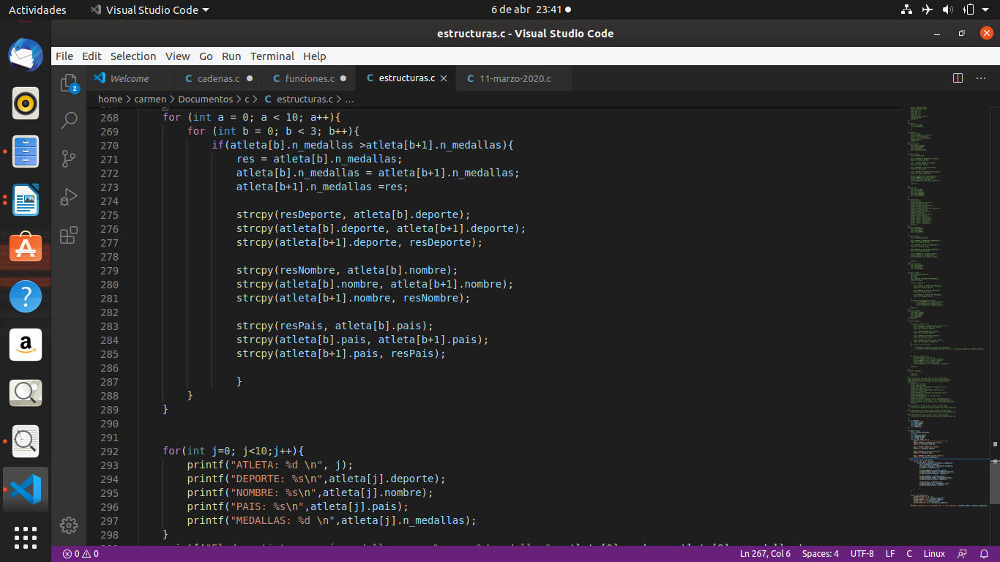 Actividades
Visual Studio Code
6 de abr 23:41
estructuras.c - Visual Studio Code
File Edit Selection View Go Run Terminal Help
Welcome
C cadenas.c
C funciones.c
C estructuras.c
C 11-marzo-2020.c
home > carmen > Documentos > c > C estructuras.c > ...
2
268 for (int a = 0; a < 10; a++){
269 for (int b = 0; b < 3; b++){
270 if(atleta[b].n_medallas >atleta[b+1].n_medallas){
271 res = atleta[b].n_medallas;
272 atleta[b].n_medallas = atleta[b+1].n_medallas;
273 atleta[b+1].n_medallas =res;
274
275 strcpy(resDeporte, atleta[b].deporte);
276 strcpy(atleta[b].deporte, atleta[b+1].deporte);
277 strcpy(atleta[b+1].deporte, resDeporte);
278
279 strcpy(resNombre, atleta[b].nombre);
280 strcpy(atleta[b].nombre, atleta[b+1].nombre);
281 strcpy(atleta[b+1].nombre, resNombre);
282
283 strcpy(resPais, atleta[b].pais);
284 strcpy(atleta[b].pais, atleta[b+1].pais);
285 strcpy(atleta[b+1].pais, resPais);
286
287 }
288 }
289 }
290
291
292 for(int j=0; j<10;j++){
293 printf("ATLETA: %d \n", j);
294 printf("DEPORTE: %s\n",atleta[j].deporte);
295 printf("NOMBRE: %s\n",atleta[j].nombre);
296 printf("PAIS: %s\n",atleta[j].pais);
297 printf("MEDALLAS: %d \n",atleta[j].n_medallas);
298 }
0 0
Ln 267, Col 6 Spaces: 4 UTF-8 LF C Linux